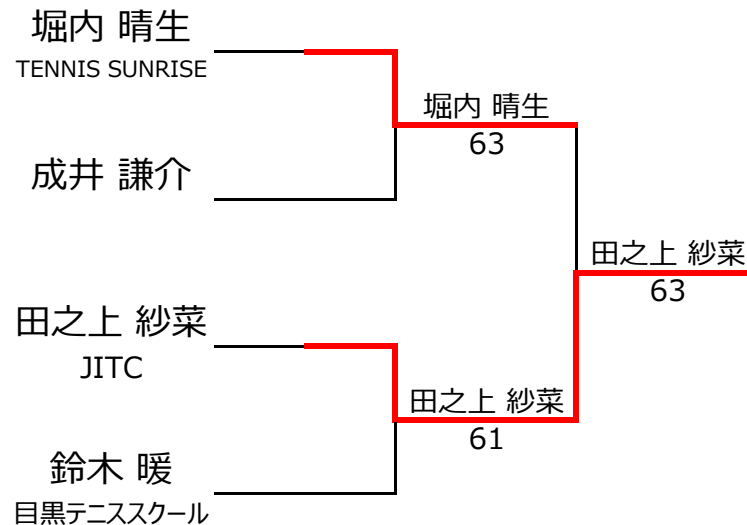 堀内 晴生
TENNIS SUNRISE
堀内 晴生
63
成井 謙介
田之上 紗菜
63
田之上 紗菜
JITC
田之上 紗菜
61
鈴木 暖
目黒テニススクール